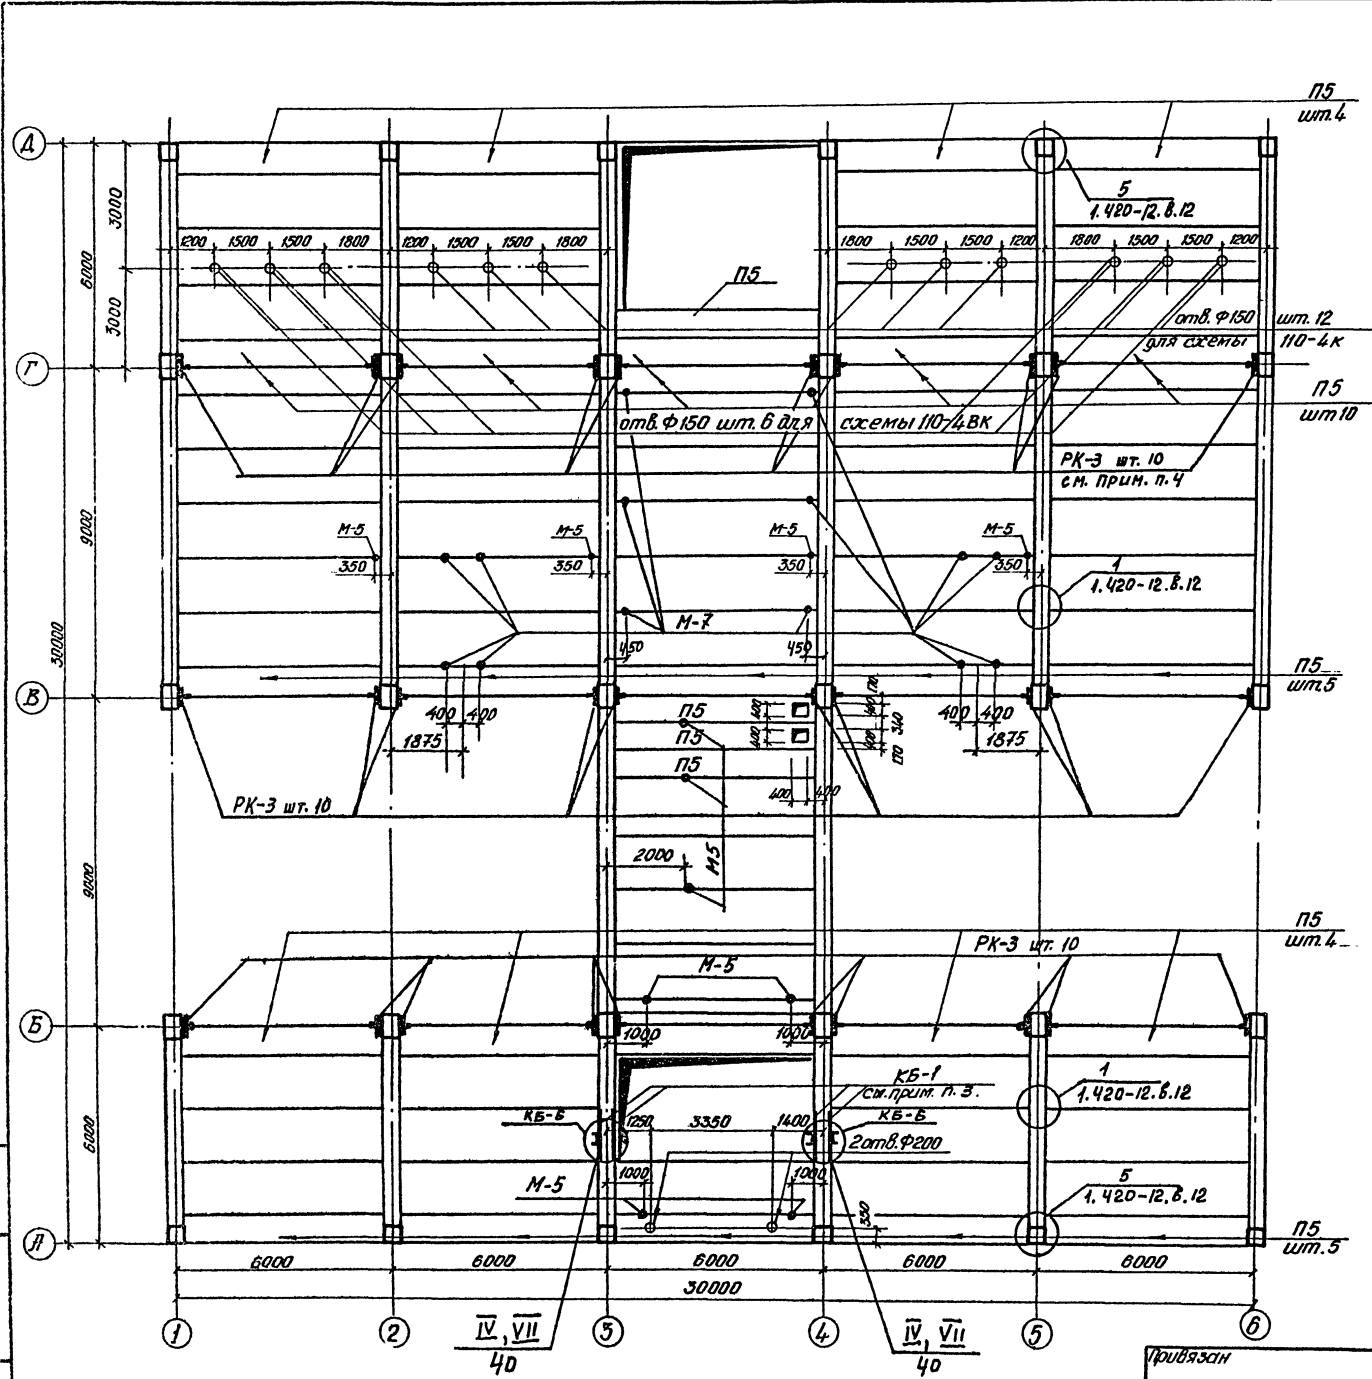 П5
шт.4
Д
5
1.420-12.в.12
3000
6000
3000
1200 1500 1500 1800 1200 1500 1500 1800
1800 1500 1500 1200 1800 1500 1500 1200
П5
отв.Ф150 шт.12
для схемы 110-4к
Г
П5
шт10
отв.Ф150 шт.6 для схемы 110-4ВК
РК-3 шт.10
см. прим. п.4
9000
М-5 М-5 М-5 М-5
350 350 350 350
1
1.420-12.в.12
30000
М-7
450 450
П5
шт.5
В
400 400
1875
П5
П5
П5
400
400
400 170
340
400
170
400 400
400 400
1875
РК-3 шт.10
2000
М5
9000
П5
шт.4
РК-3 шт.10
М-5
Б
1000 1000
КБ-1
см.прим.п.3.
1
1.420-12.в.12
КБ-Б КБ-Б
1250 3350 1400
2отв.Ф200
6000
1000 1000
М-5
5
1.420-12.в.12
350
А
П5
шт.5
6000 6000 6000 6000 6000
30000
1 2 3 4 5 6
IV, VII
40
IV, VII
40
Привязан